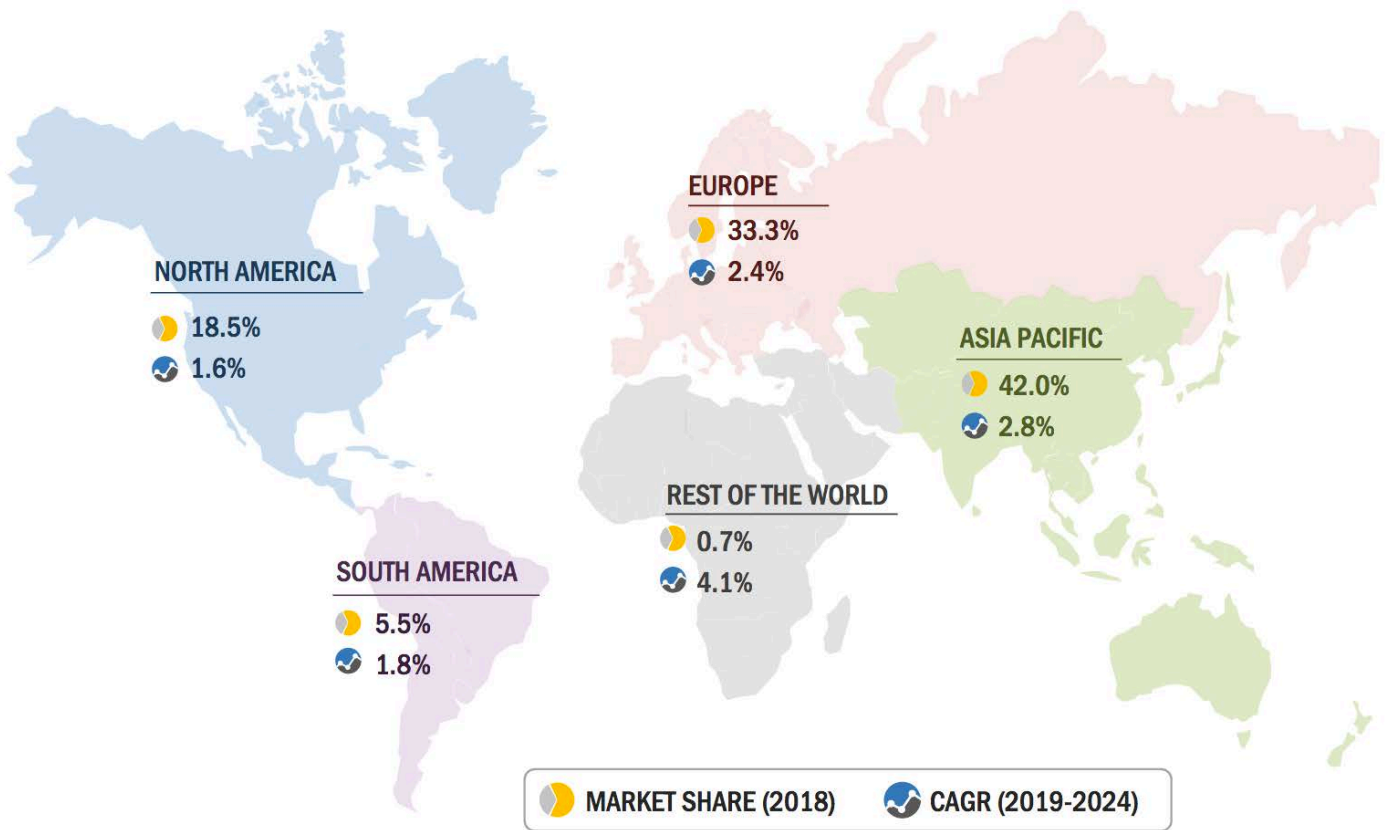 EUROPE
33.3%
2.4%
NORTH AMERICA
18.5%
1.6%
ASIA PACIFIC
42.0%
2.8%
REST OF THE WORLD
0.7%
4.1%
SOUTH AMERICA
5.5%
1.8%
MARKET SHARE (2018) CAGR (2019-2024)